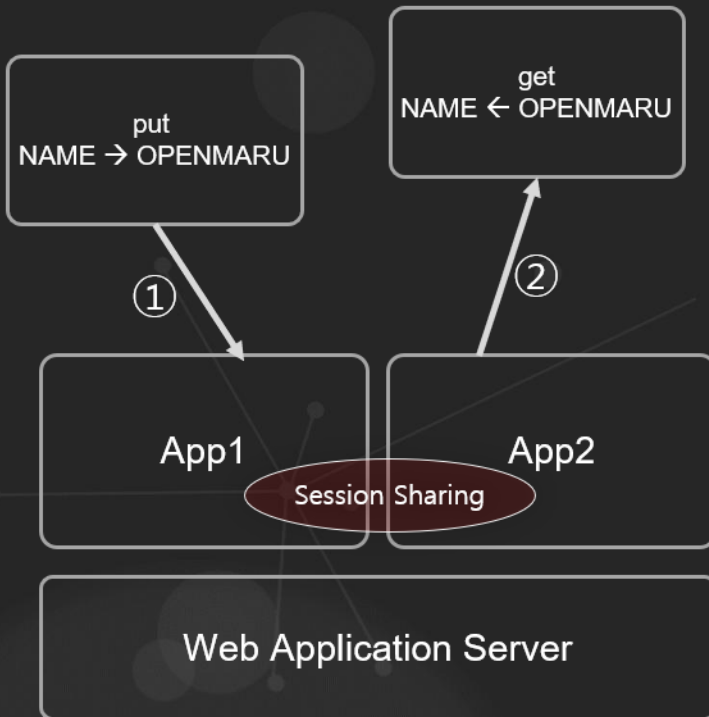 put
NAME → OPENMARU
get
NAME ← OPENMARU
①
②
App1
App2
Session Sharing
Web Application Server